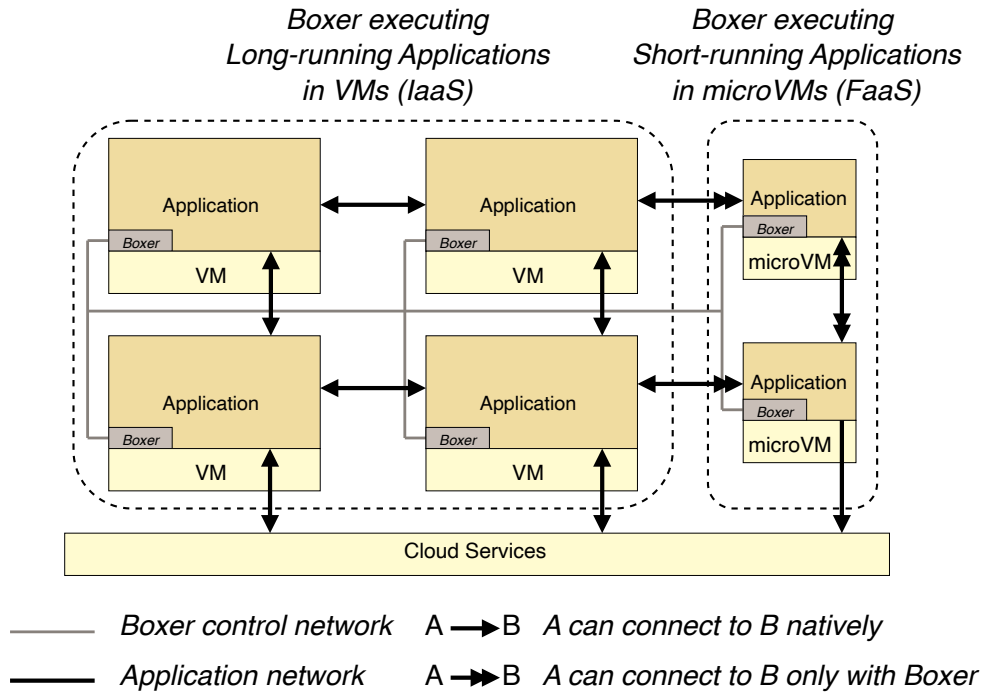 Boxer executing
Long-running Applications
in VMs (IaaS)
Boxer executing
Short-running Applications
in microVMs (FaaS)
Application
Boxer
VM
Application
Boxer
VM
Application
Boxer
microVM
Application
Boxer
VM
Application
Boxer
VM
Application
Boxer
microVM
Cloud Services
Boxer control network
A B A can connect to B natively
Application network
A B A can connect to B only with Boxer